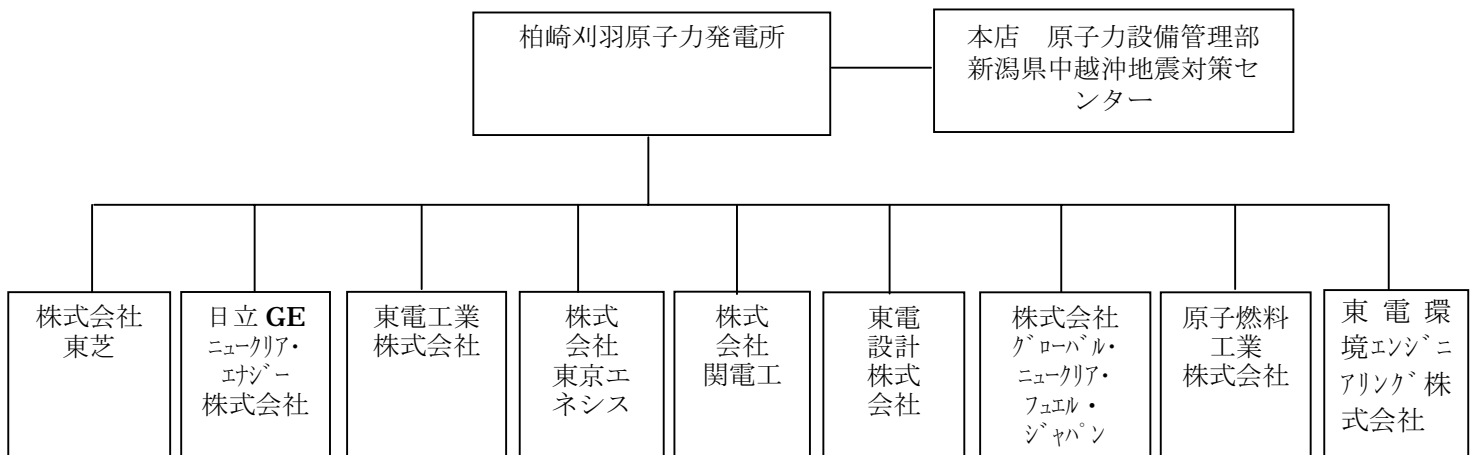 柏崎刈羽原子力発電所
本店　原子力設備管理部
新潟県中越沖地震対策セ
ンター
株式会社
東芝
日立 GE
ﾆｭｰｸﾘｱ・
ｴﾅｼﾞｰ
株式会社
東電工業
株式会社
株式
会社
東京エ
ネシス
株式
会社
関電工
東電
設計
株式
会社
株式会社
ｸﾞﾛｰﾊﾞﾙ・
ﾆｭｰｸﾘｱ・
ﾌｭｴﾙ・
ｼﾞｬﾊﾟﾝ
原子燃料
工業
株式会社
東電環
境ｴﾝｼﾞﾆ
ｱﾘﾝｸﾞ株
式会社